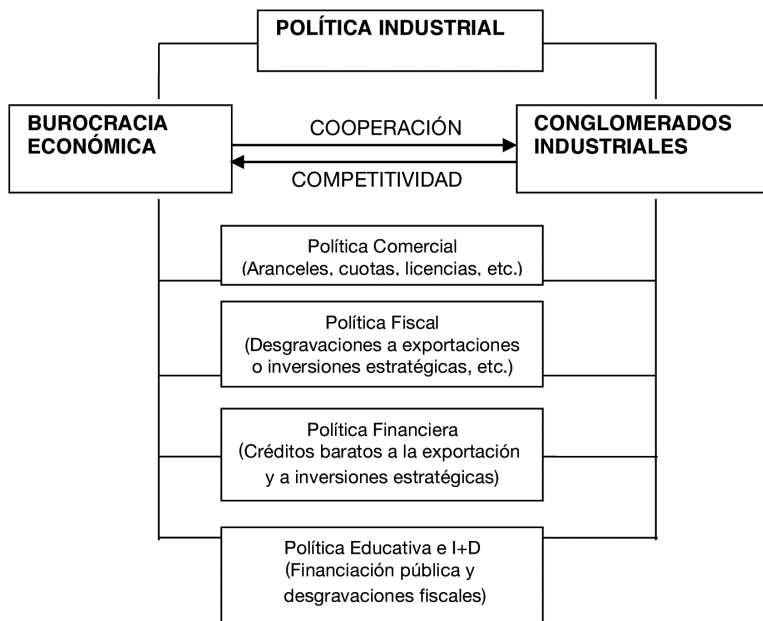 POLÍTICA INDUSTRIAL
BUROCRACIA
ECONÓMICA
COOPERACIÓN
COMPETITIVIDAD
CONGLOMERADOS
INDUSTRIALES
Política Comercial
(Aranceles, cuotas, licencias, etc.)
Política Fiscal
(Desgravaciones a exportaciones
o inversiones estratégicas, etc.)
Política Financiera
(Créditos baratos a la exportación
y a inversiones estratégicas)
Política Educativa e I+D
(Financiación pública y
desgravaciones fiscales)